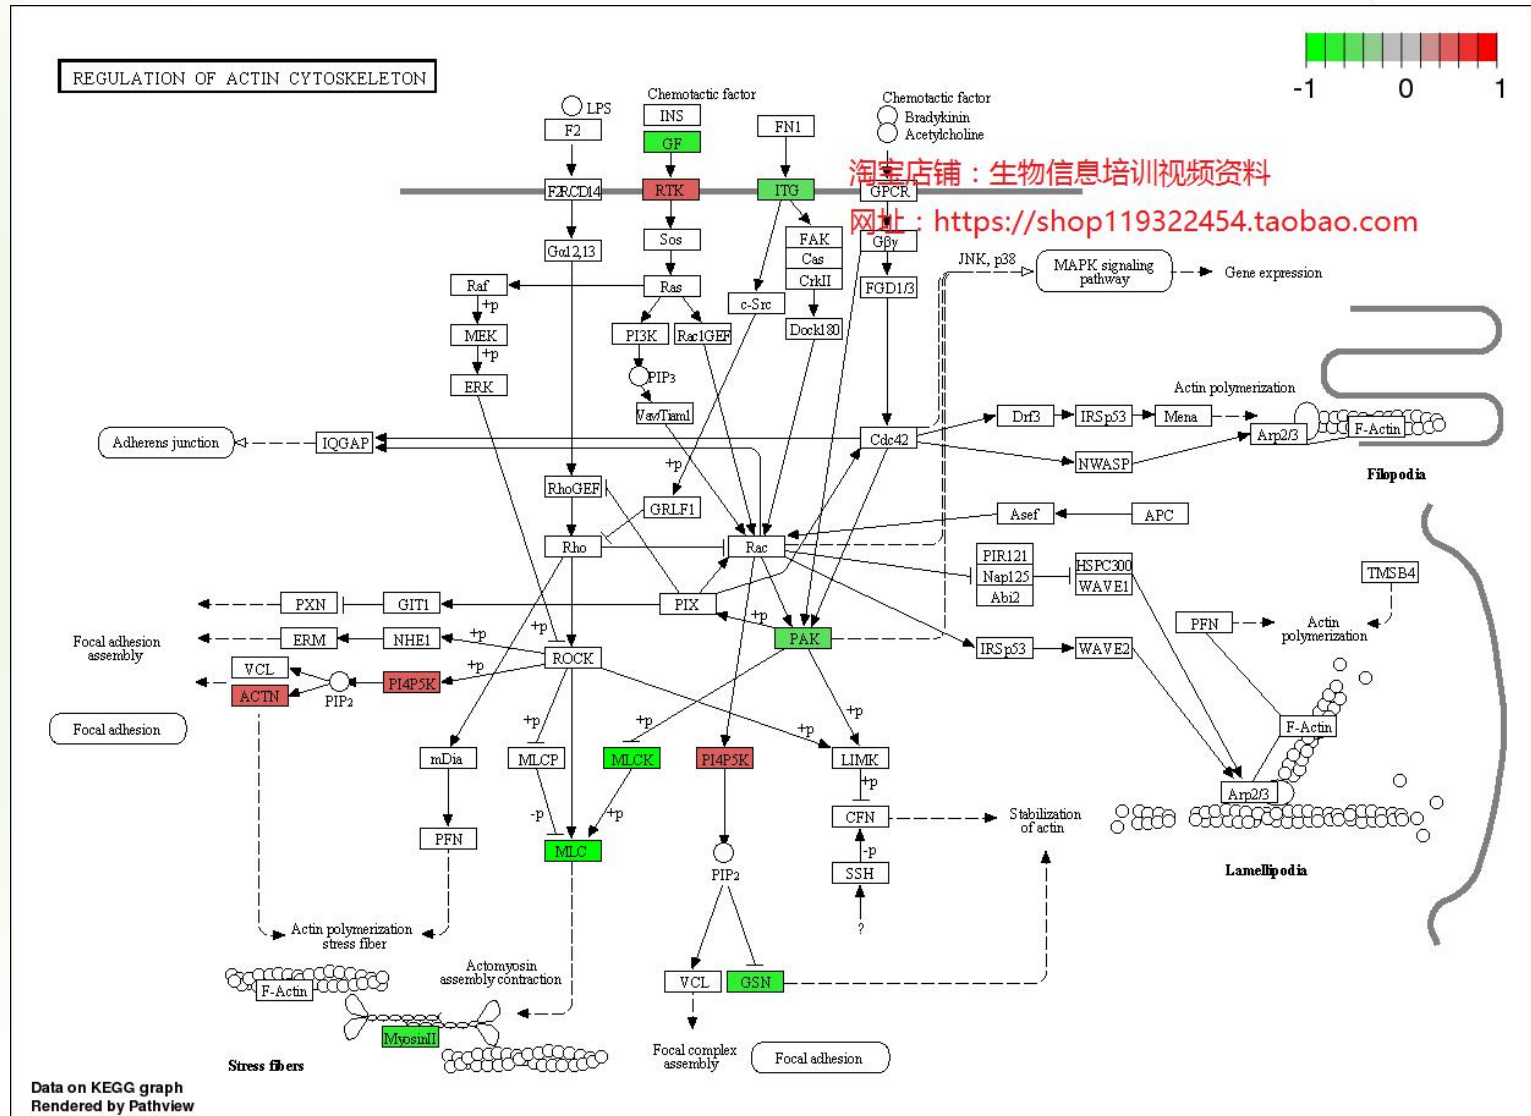 REGULATION OF ACTIN CYTOSKELETON
-1 0 1
Chemotactic factor
Chemotactic factor
LPS
INS
Bradykinin
F2
GF
FN1
Acetylcholine
淘宝店铺：生物信息培训视频资料
F2R CD14
RTK
ITG
GPCR
网址：https://shop119322454.taobao.com
Gα12,13
Sos
FAK
Gβγ
Cas
JNK, p38
MAPK signaling
pathway
Gene expression
Raf
Ras
CrkII
FGD1/3
+p
c-Src
MEK
PI3K
Rac1GEF
Dock180
+p
ERK
PIP3
Actin polymerization
Vav/Tiam1
Drf3
IRSp53
Mena
Adherens junction
IQGAP
Cdc42
Arp2/3
F-Actin
+p
NWASP
Filopodia
RhoGEF
GRLF1
Asef
APC
Rho
Rac
PIR121
Nap125
Abi2
HSPC300
WAVE1
TMSB4
PXN
GIT1
PIX
+p
PFN
Actin
polymerization
Focal adhesion
assembly
ERM
NHE1
+p
+p
PAK
IRSp53
WAVE2
VCL
ROCK
ACTN
PIP2
PI4P5K
+p
Focal adhesion
+p
+p
+p
+p
F-Actin
mDia
MLCP
MLCK
PI4P5K
LIMK
+p
Arp2/3
-p
+p
CFN
Stabilization
of actin
PFN
MLC
-p
PIP2
SSH
Lamellipodia
?
Actin polymerization
stress fiber
Actomyosin
assembly contraction
F-Actin
VCL
GSN
MyosinII
Focal complex
assembly
Focal adhesion
Stress fibers
Data on KEGG graph
Rendered by Pathview